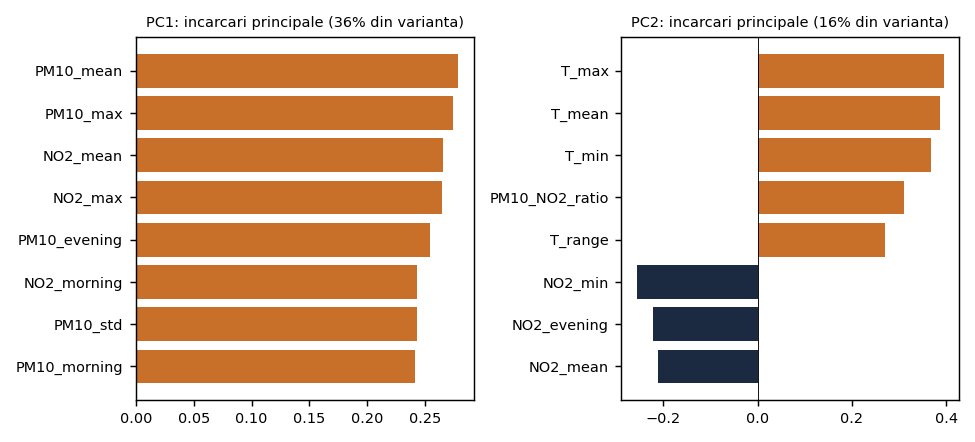 PC1: incarcari principale (36% din varianta)
PM10_mean
PM10_max
NO2_mean
NO2_max
PM10_evening
NO2_morning
PM10_std
PM10_morning
0.00 0.05 0.10 0.15 0.20 0.25
PC2: incarcari principale (16% din varianta)
T_max
T_mean
T_min
PM10_NO2_ratio
T_range
NO2_min
NO2_evening
NO2_mean
−0.2 0.0 0.2 0.4